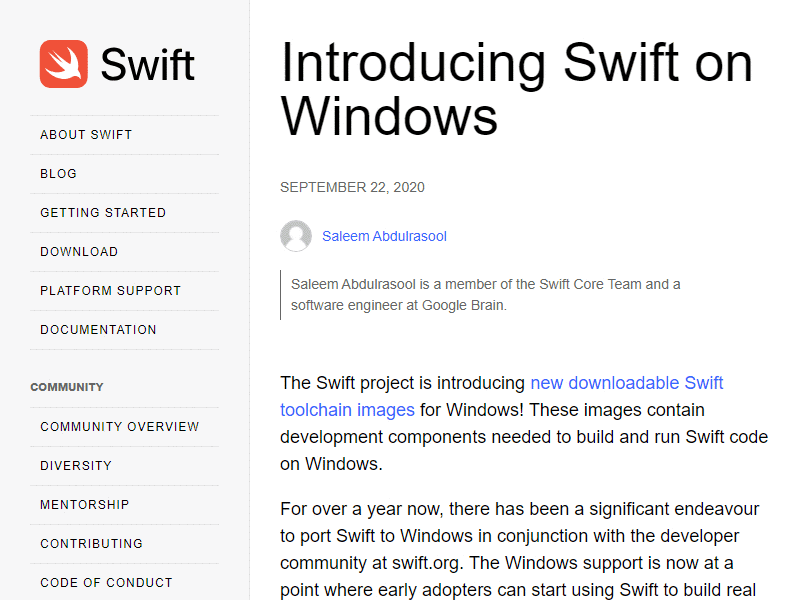 Swift
ABOUT SWIFT
BLOG
GETTING STARTED
DOWNLOAD
PLATFORM SUPPORT
DOCUMENTATION
COMMUNITY
COMMUNITY OVERVIEW
DIVERSITY
MENTORSHIP
CONTRIBUTING
CODE OF CONDUCT
Introducing Swift on
Windows
SEPTEMBER 22, 2020
Saleem Abdulrasool
Saleem Abdulrasool is a member of the Swift Core Team and a
software engineer at Google Brain.
The Swift project is introducing new downloadable Swift
toolchain images for Windows! These images contain
development components needed to build and run Swift code
on Windows.
For over a year now, there has been a significant endeavour
to port Swift to Windows in conjunction with the developer
community at swift.org. The Windows support is now at a
point where early adopters can start using Swift to build real